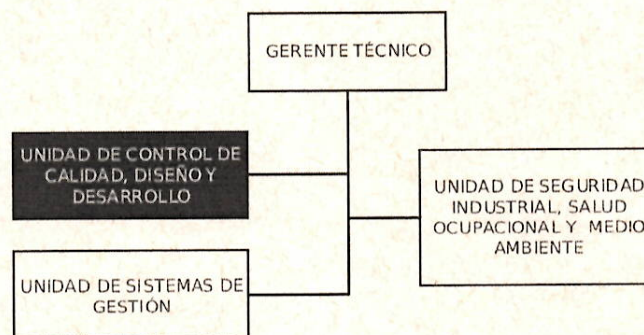 GERENTE TÉCNICO
UNIDAD DE CONTROL DE
CALIDAD, DISEÑO Y
DESARROLLO
UNIDAD DE SEGURIDAD
INDUSTRIAL, SALUD
OCUPACIONAL Y MEDIO
AMBIENTE
UNIDAD DE SISTEMAS DE
GESTIÓN